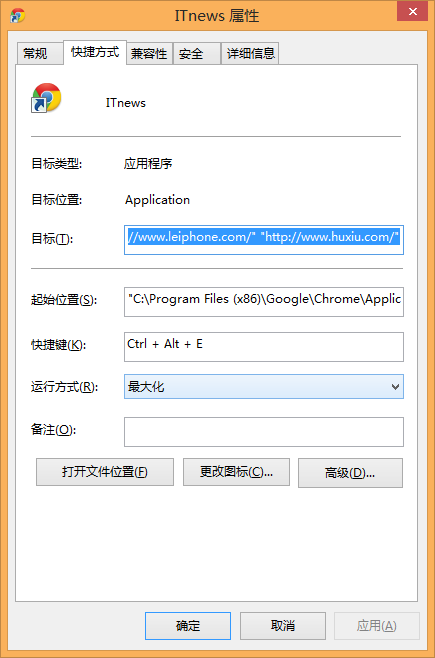 ITnews 属性
常规 快捷方式 兼容性 安全 详细信息
ITnews
目标类型: 应用程序
目标位置: Application
目标(T): //www.leiphone.com/" "http://www.huxiu.com/"
起始位置(S): "C:\Program Files (x86)\Google\Chrome\Applic
快捷键(K): Ctrl + Alt + E
运行方式(R): 最大化
备注(O):
打开文件位置(F) 更改图标(C)... 高级(D)...
确定 取消 应用(A)